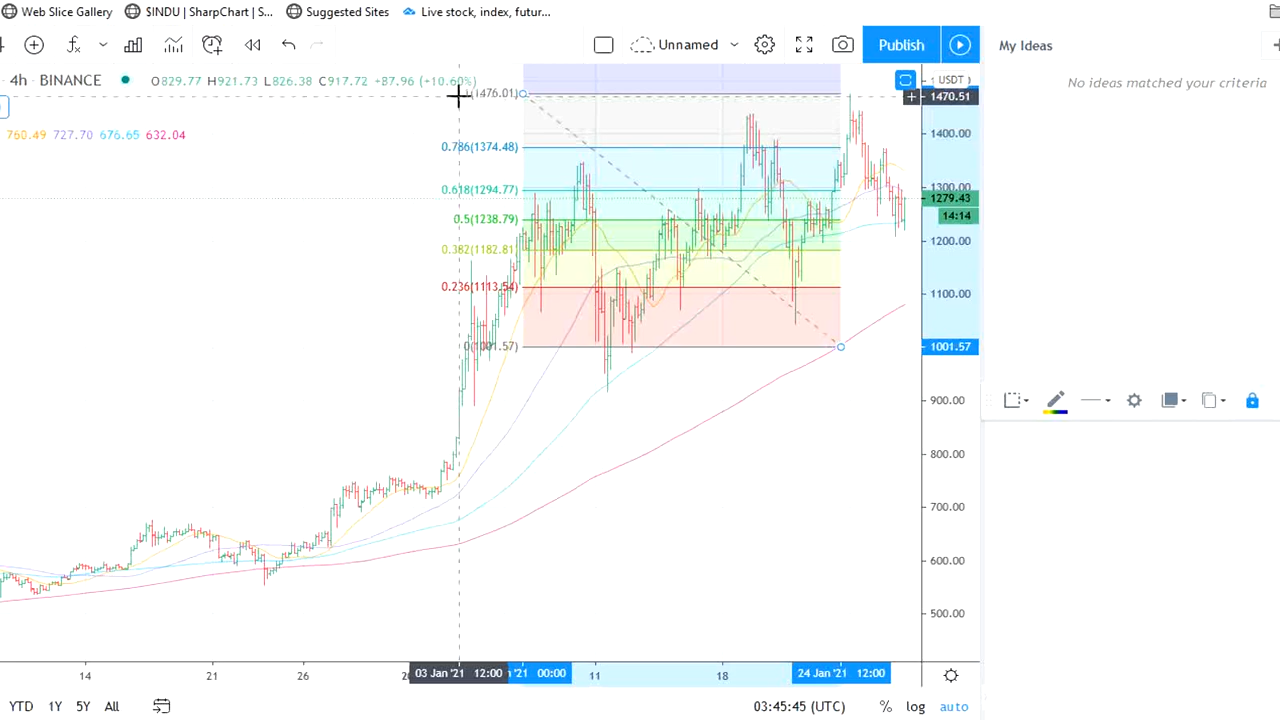 Web Slice Gallery $INDU | SharpChart | S... Suggested Sites Live stock, index, futur...
Unnamed Publish My Ideas
4h - BINANCE O829.77 H921.73 L826.38 C917.72 +87.96 (+10.60%) USDT
No ideas matched your criteria
(1476.01) 1470.51
760.49 727.70 676.65 632.04
1400.00
0.786(1374.48)
0.618(1294.77) 1300.00
1279.43
14:14
0.5(1238.79)
0.382(1182.81) 1200.00
0.236(1113.54) 1100.00
0(1001.57) 1001.57
900.00
800.00
700.00
600.00
500.00
14 21 26 03 Jan '21 12:00 '21 00:00 11 18 24 Jan '21 12:00
YTD 1Y 5Y All 03:45:45 (UTC) % log auto